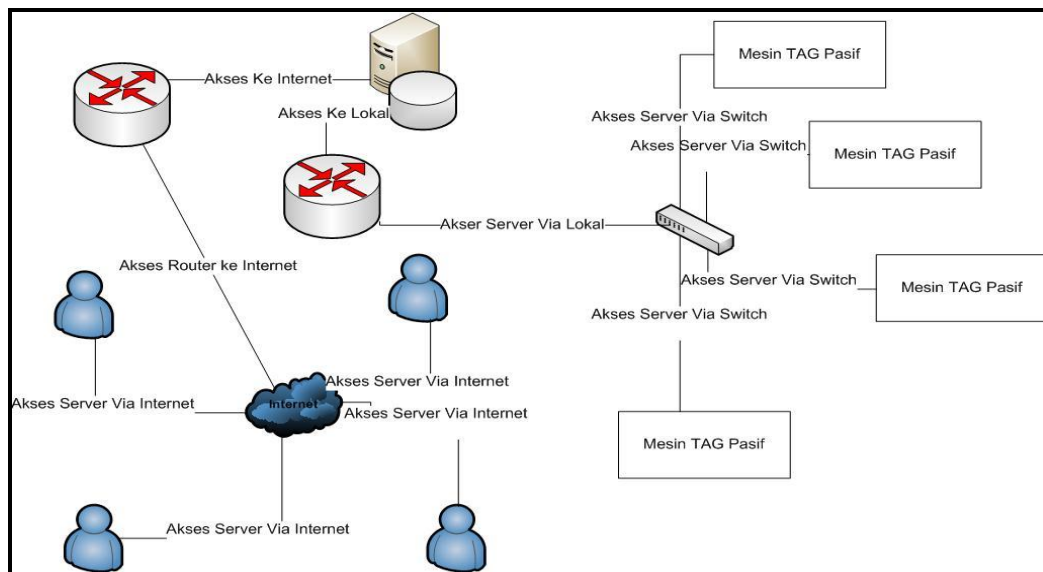 Mesin TAG Pasif
Akses Ke Internet
Akses Ke Lokal
Akses Server Via Switch
Akses Server Via Switch
Mesin TAG Pasif
Akser Server Via Lokal
Akses Router ke Internet
Akses Server Via Switch
Mesin TAG Pasif
Akses Server Via Switch
Akses Server Via Internet
Akses Server Via Internet
Internet
Akses Server Via Internet
Mesin TAG Pasif
Akses Server Via Internet